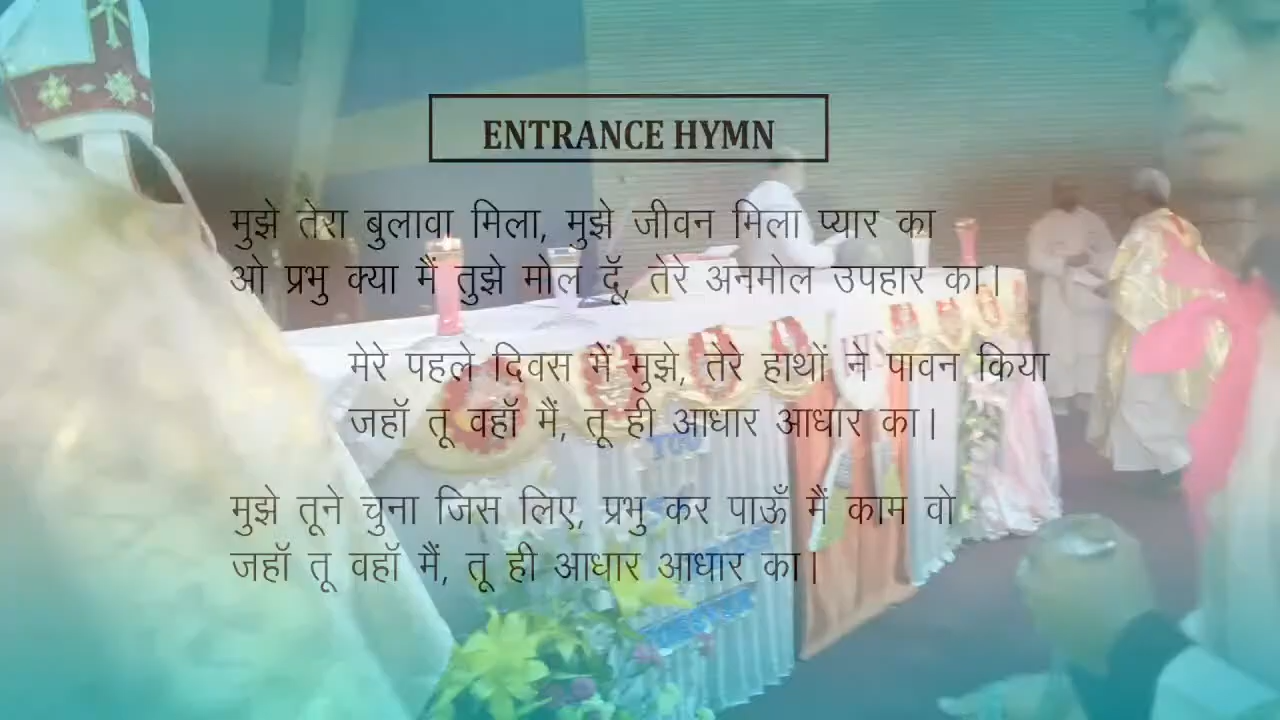 ENTRANCE HYMN
मुझे तेरा बुलावा मिला, मुझे जीवन मिला प्यार का
ओ प्रभु क्या मैं तुझे मोल दूॅ, तेरे अनमोल उपहार का।
मेरे पहले दिवस में मुझे, तेरे हाथों ने पावन किया
जहॉ तू वहॉ मैं, तू ही आधार आधार का।
मुझे तूने चुना जिस लिए, प्रभु कर पाऊँ मैं काम वो
जहॉ तू वहॉ मैं, तू ही आधार आधार का।